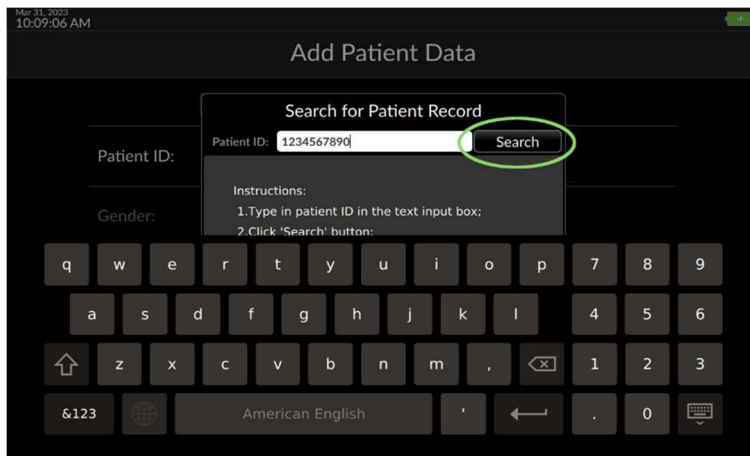 Mar 31, 2023
10:09:06 AM
Add Patient Data
Search for Patient Record
Patient ID: 1234567890 Search
Patient ID:
Instructions:
1.Type in patient ID in the text input box;
Gender:
2.Click 'Search' button;
q w e r t y u i o p 7 8 9
a s d f g h j k l 4 5 6
z x c v b n m , 1 2 3
&123 American English ' . 0